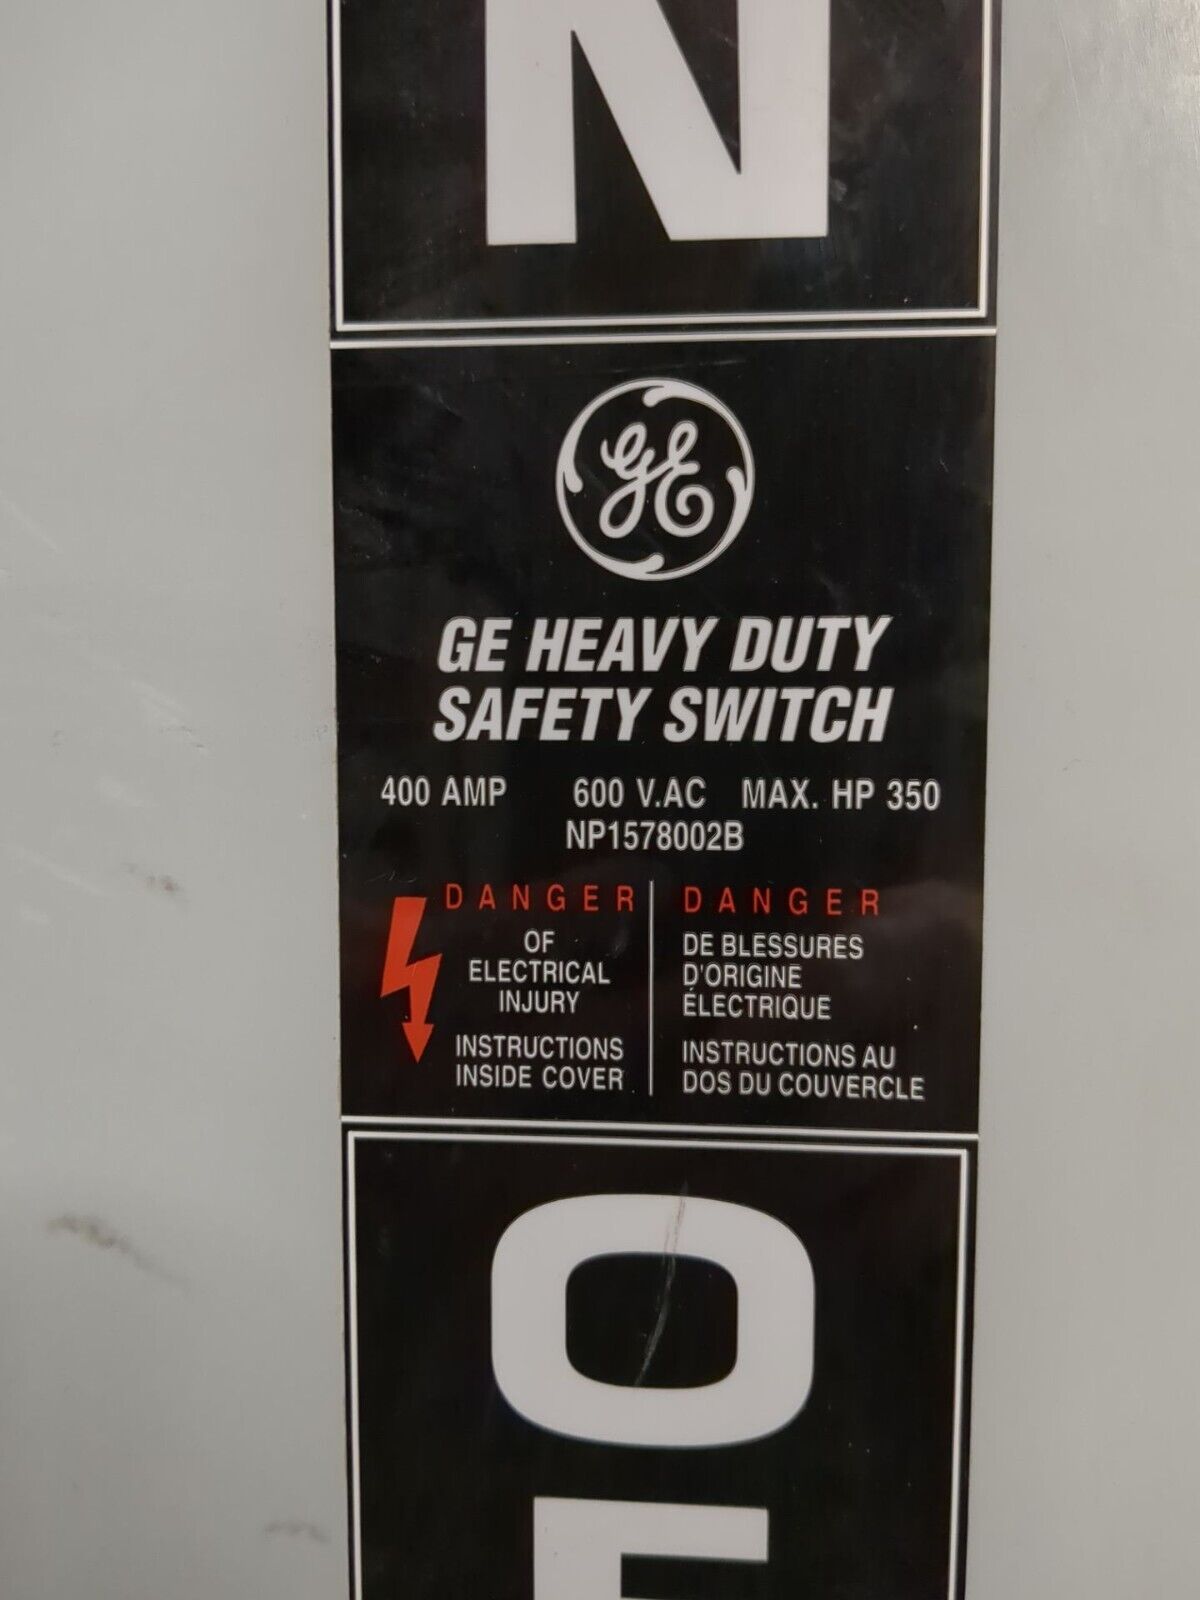 N
GE
GE HEAVY DUTY
SAFETY SWITCH
400 AMP 600 V.AC MAX. HP 350
NP1578002B
DANGER
OF
ELECTRICAL
INJURY
INSTRUCTIONS
INSIDE COVER
DANGER
DE BLESSURES
D'ORIGINE
ÉLECTRIQUE
INSTRUCTIONS AU
DOS DU COUVERCLE
O
F